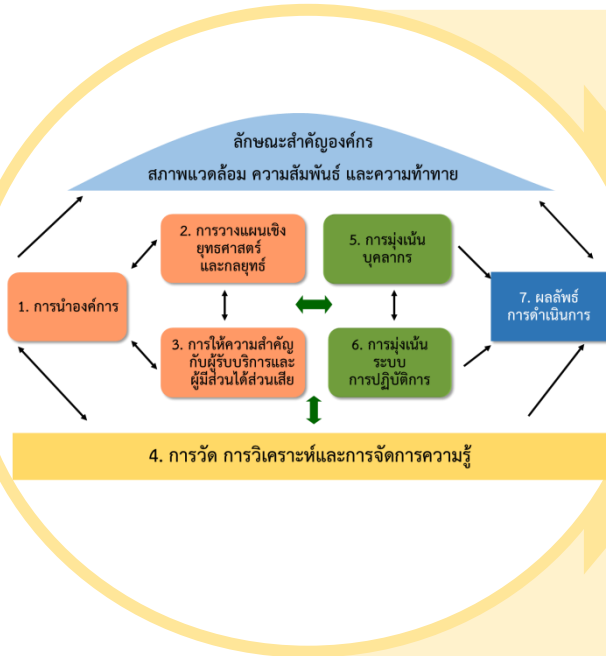 ลักษณะสำคัญองค์กร
สภาพแวดล้อม ความสัมพันธ์ และความท้าทาย
2. การวางแผนเชิง
ยุทธศาสตร์
และกลยุทธ์
5. การมุ่งเน้น
บุคลากร
1. การนำองค์การ
7. ผลลัพธ์
การดำเนินการ
3. การให้ความสำคัญ
กับผู้รับบริการและ
ผู้มีส่วนได้ส่วนเสีย
6. การมุ่งเน้น
ระบบ
การปฏิบัติการ
4. การวัด การวิเคราะห์และการจัดการความรู้